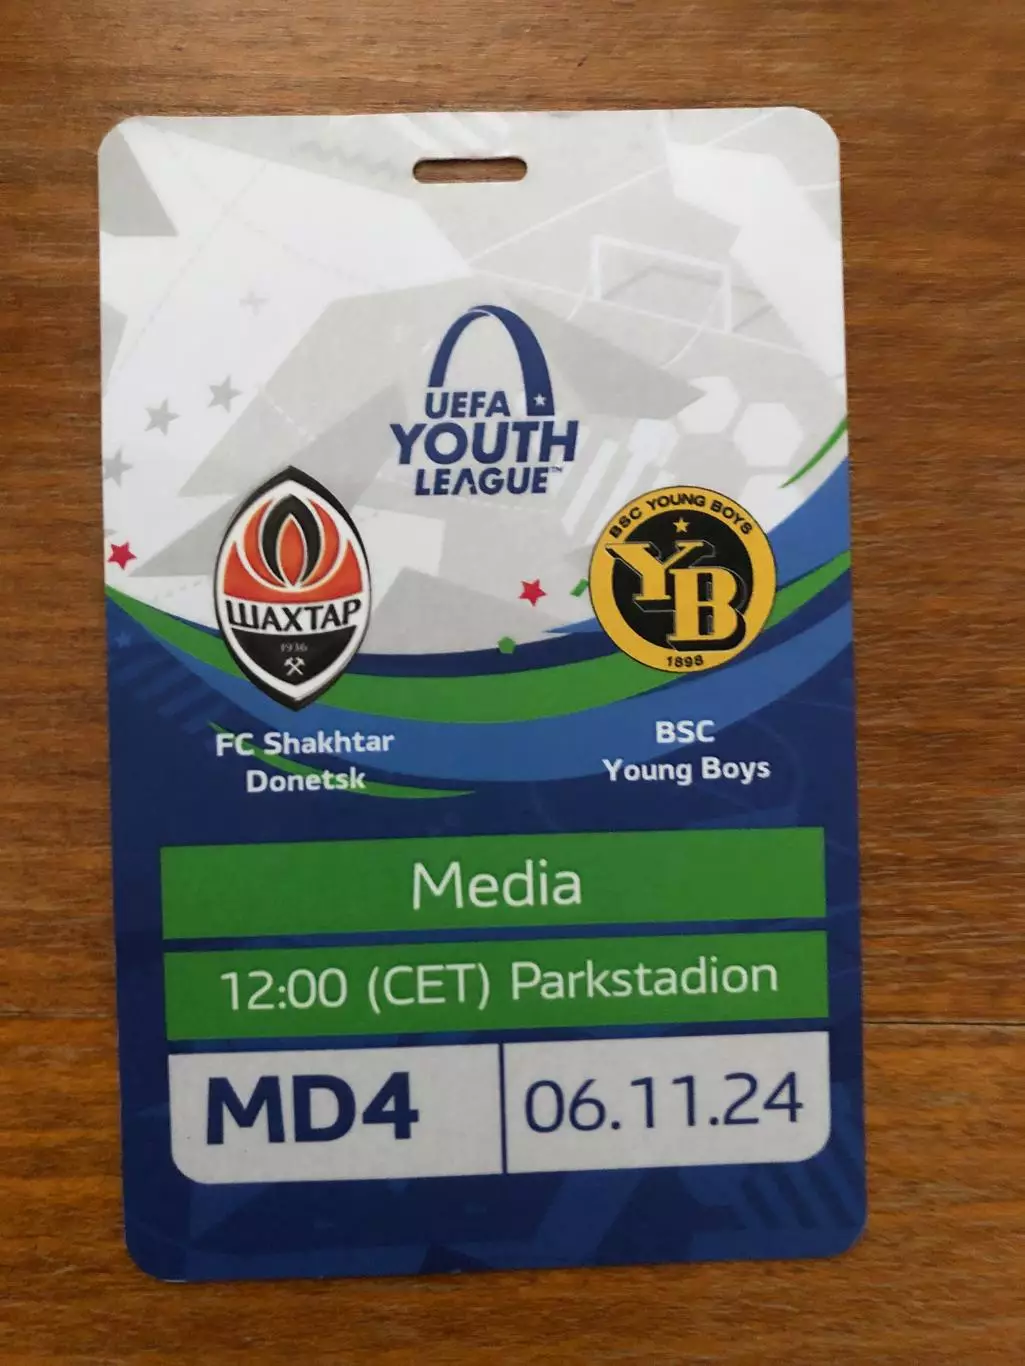 UEFA
YOUTH
LEAGUE™
ШАХТАР
1936
BSC YOUNG BOYS
YB
1898
FC Shakhtar
Donetsk
BSC
Young Boys
Media
12:00 (CET) Parkstadion
MD4
06.11.24